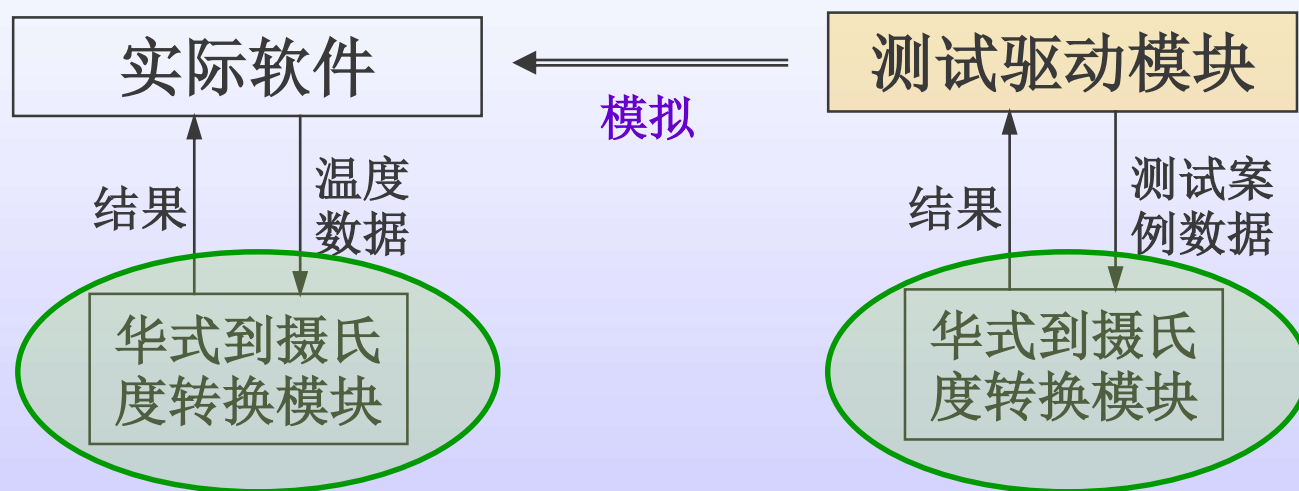 实际软件
测试驱动模块
模拟
结果
温度
数据
结果
测试案
例数据
华式到摄氏
度转换模块
华式到摄氏
度转换模块